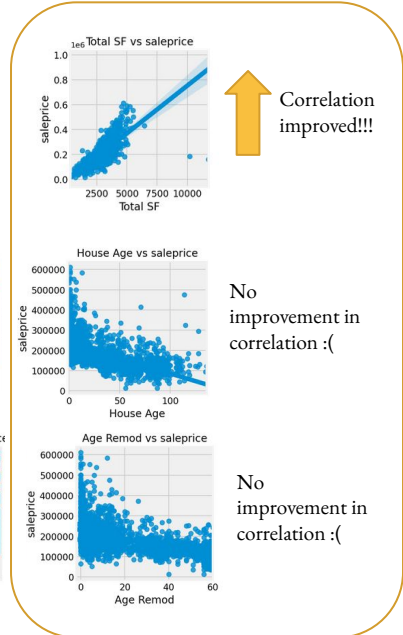 Total SF vs saleprice
1e6
1.0
0.8
0.6
0.4
0.2
0.0
saleprice
2500 5000 7500 10000
Total SF
Correlation
improved!!!
House Age vs saleprice
600000
500000
400000
300000
200000
100000
0
saleprice
0 50 100
House Age
No
improvement in
correlation :(
Age Remod vs saleprice
600000
500000
400000
300000
200000
100000
0
saleprice
0 20 40 60
Age Remod
No
improvement in
correlation :(